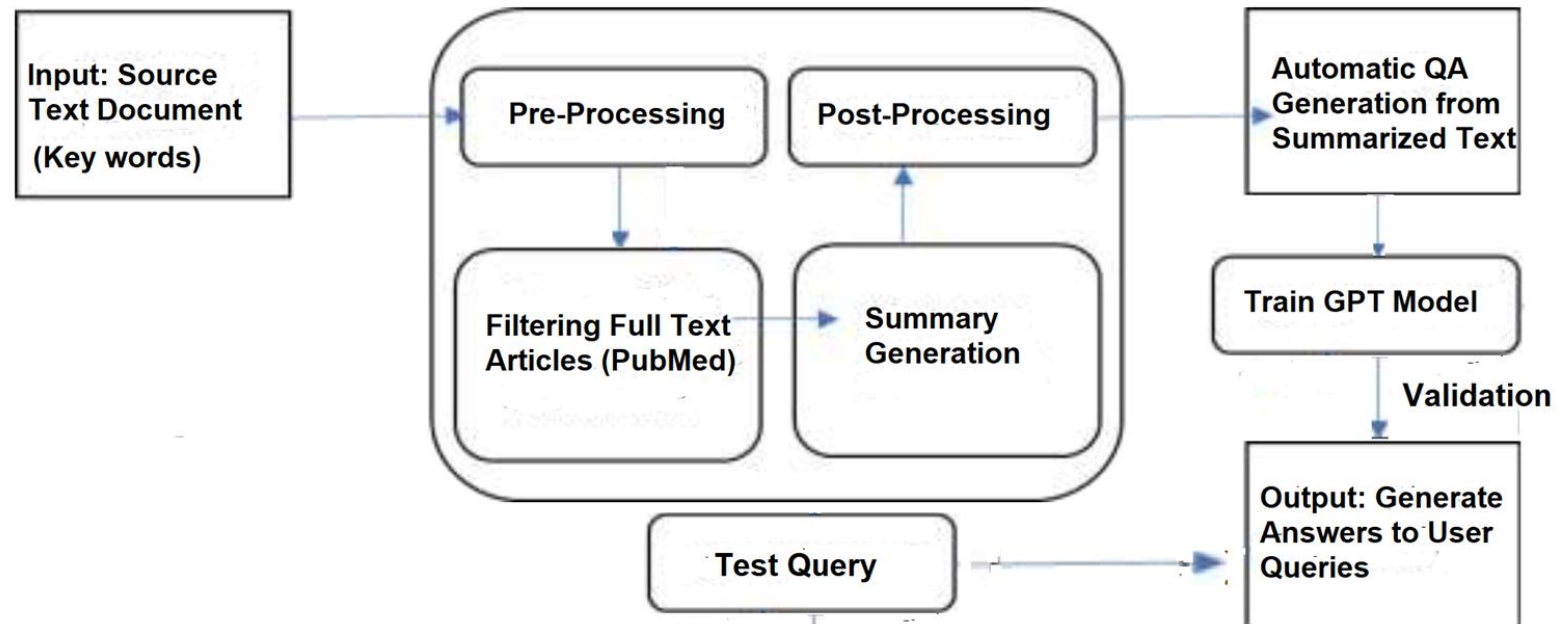 Input: Source
Text Document
(Key words)
Pre-Processing
Post-Processing
Automatic QA
Generation from
Summarized Text
Filtering Full Text
Articles (PubMed)
Summary
Generation
Train GPT Model
Validation
Test Query
Output: Generate
Answers to User
Queries